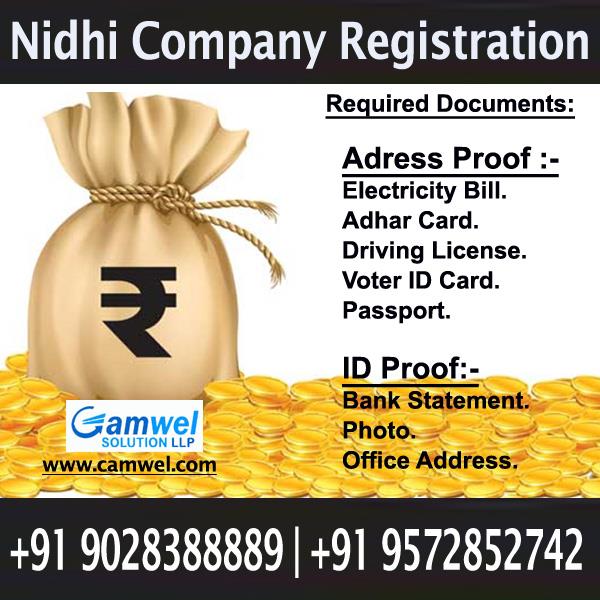 Nidhi Company Registration
Required Documents:
Adress Proof :-
Electricity Bill.
Adhar Card.
Driving License.
Voter ID Card.
Passport.
ID Proof:-
Bank Statement.
Photo.
Office Address.
Camwel
SOLUTION LLP
www.camwel.com
+91 9028388889 | +91 9572852742